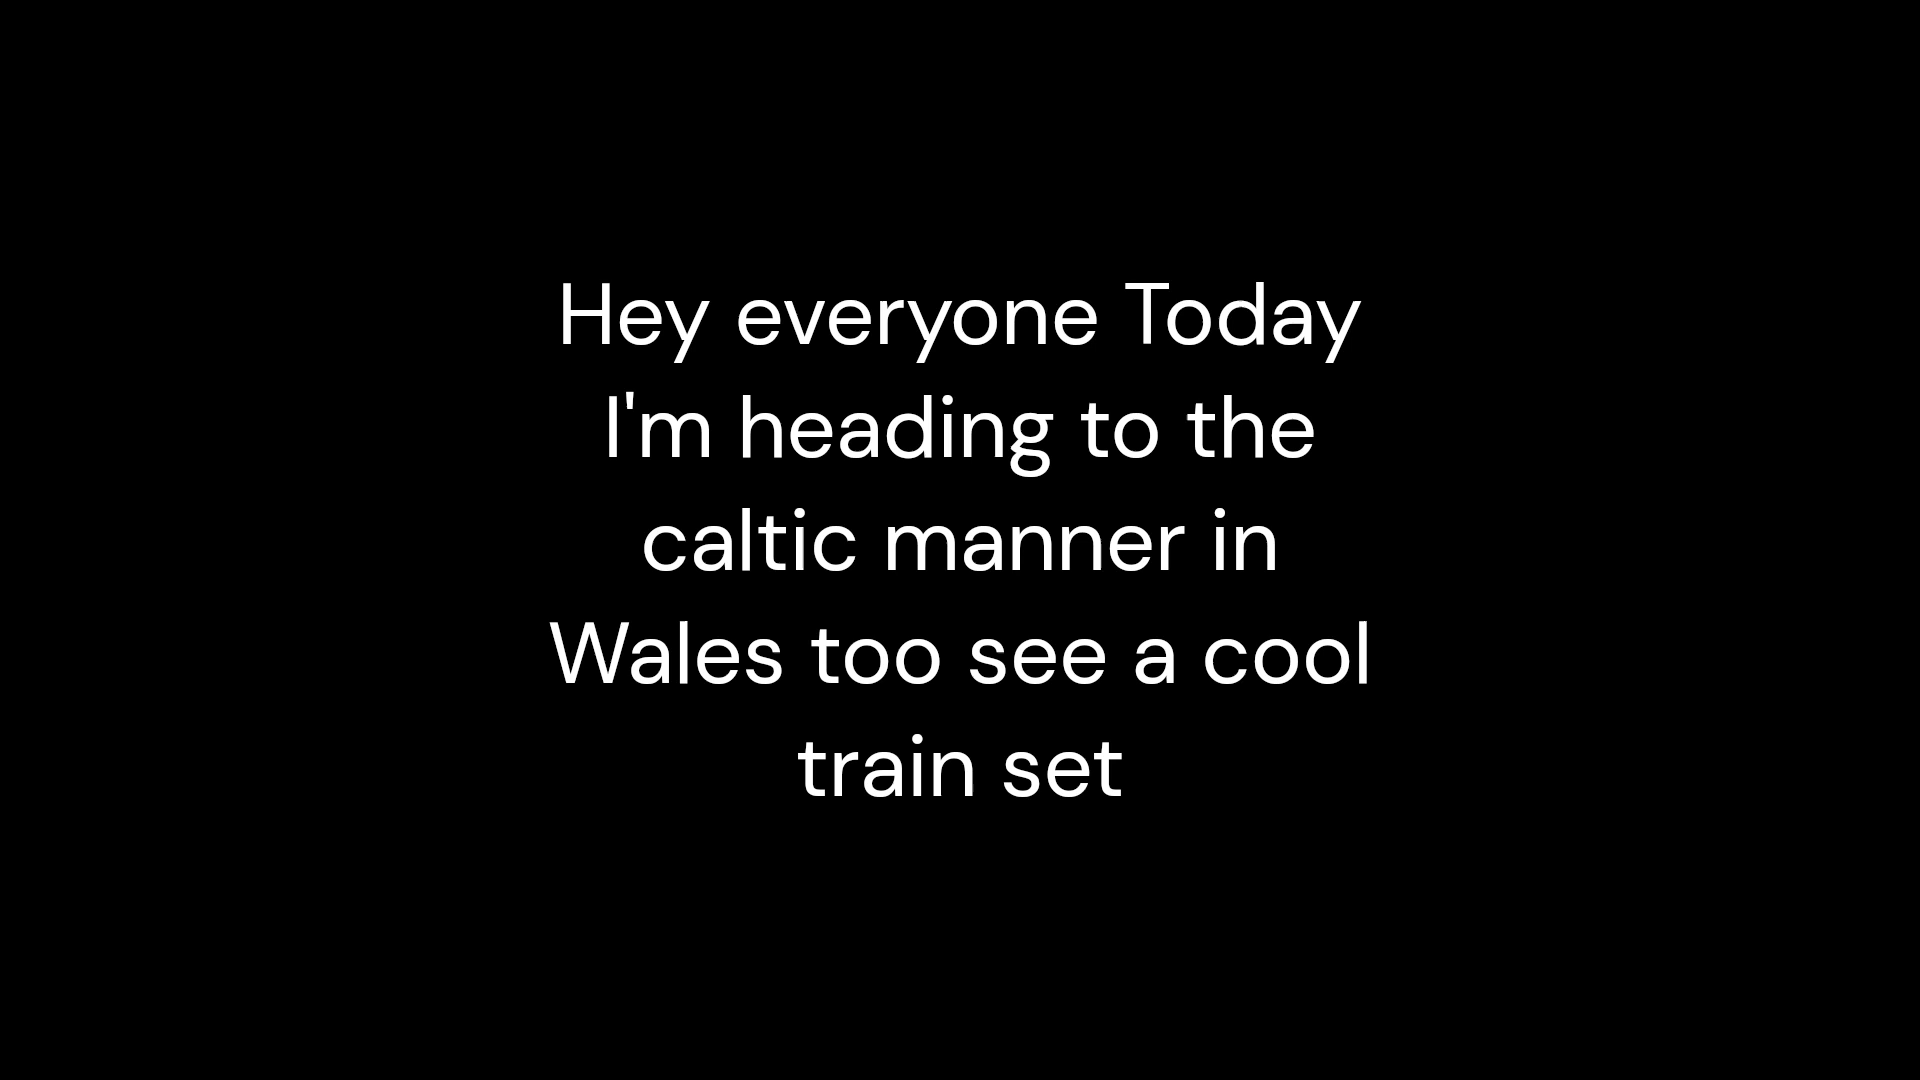 Hey everyone Today
I'm heading to the
caltic manner in
Wales too see a cool
train set